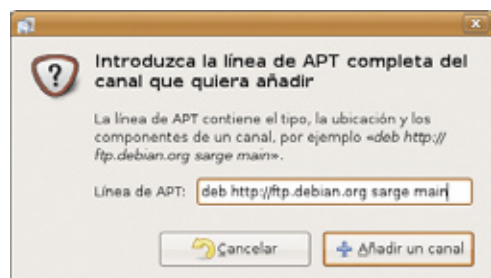 Introduzca la línea de APT completa del
canal que quiera añadir
La línea de APT contiene el tipo, la ubicación y los
componentes de un canal, por ejemplo «deb http://
ftp.debian.org sarge main».
Línea de APT: deb http://ftp.debian.org sarge main
Cancelar
Añadir un canal